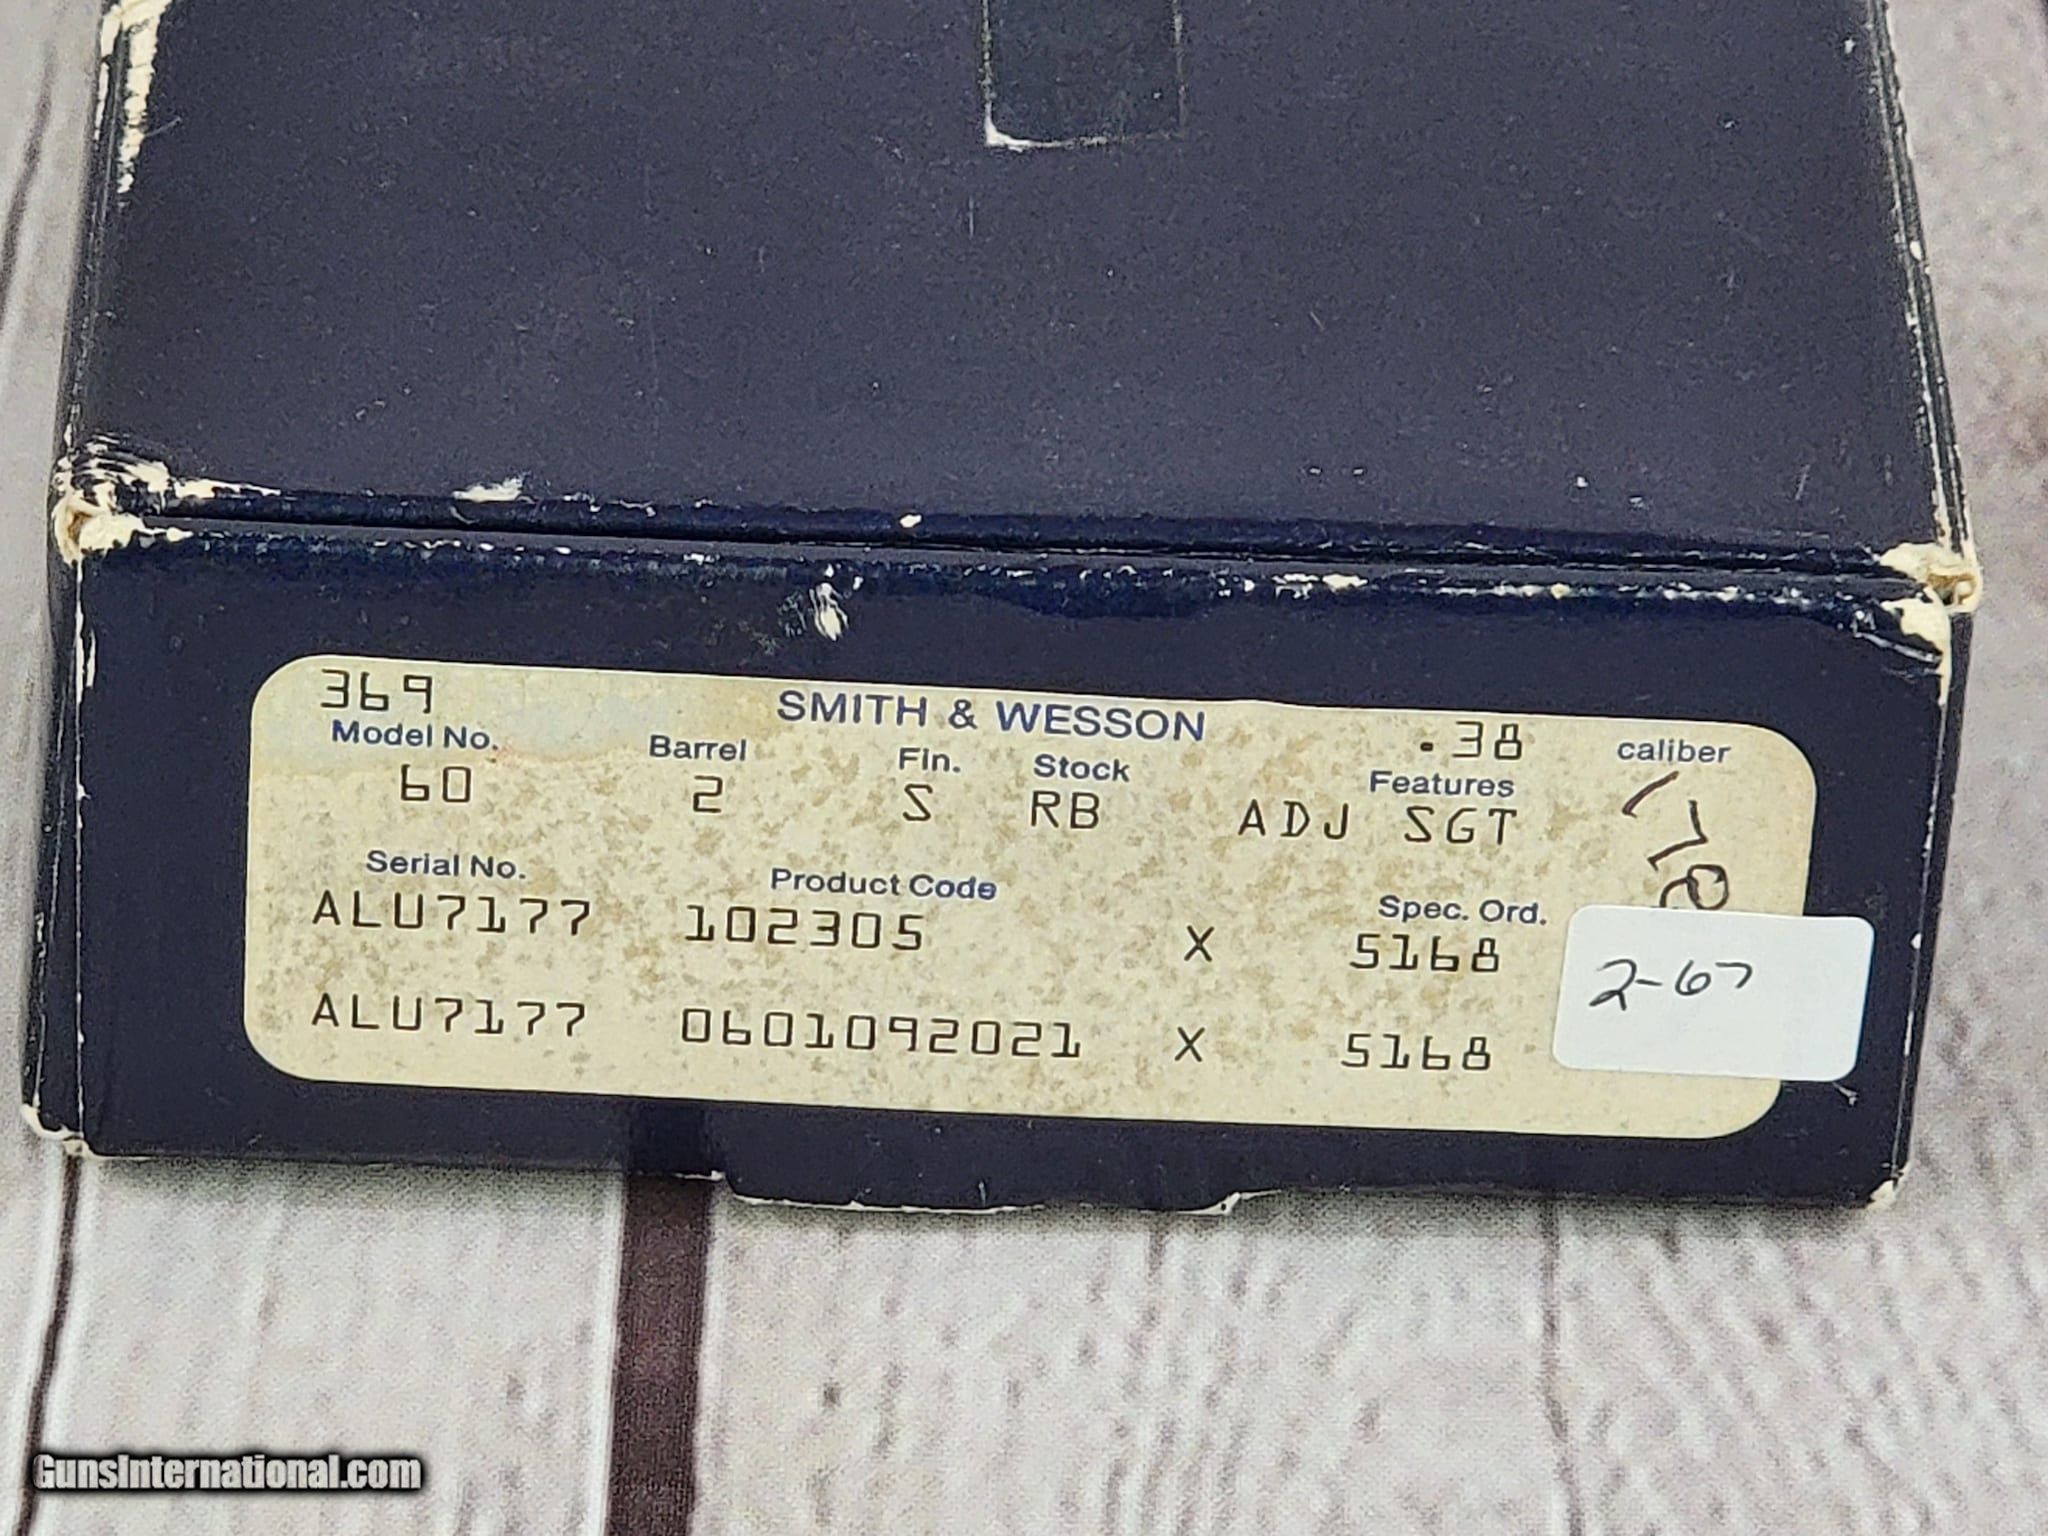 369 SMITH & WESSON .38 caliber
Model No. Barrel Fin. Stock Features
60 2 S RB ADJ SGT
Serial No. Product Code Spec. Ord.
ALU7177 102305 X 5168
ALU7177 0601092021 X 5168
2-67
GunsInternational.com